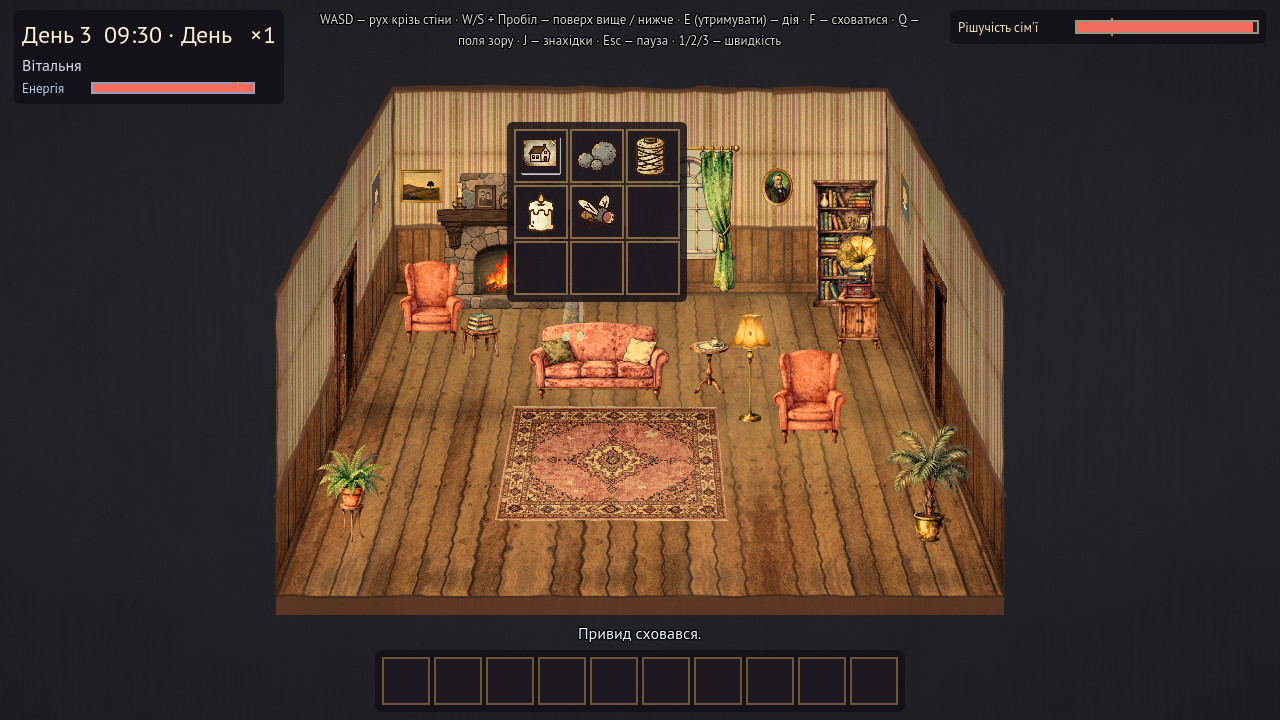 День 3 09:30 · День ×1
Вітальня
Енергія
WASD — рух крізь стіни · W/S + Пробіл — поверх вище / нижче · E (утримувати) — дія · F — сховатися · Q —
поля зору · J — знахідки · Esc — пауза · 1/2/3 — швидкість
Рішучість сім'ї
Привид сховався.